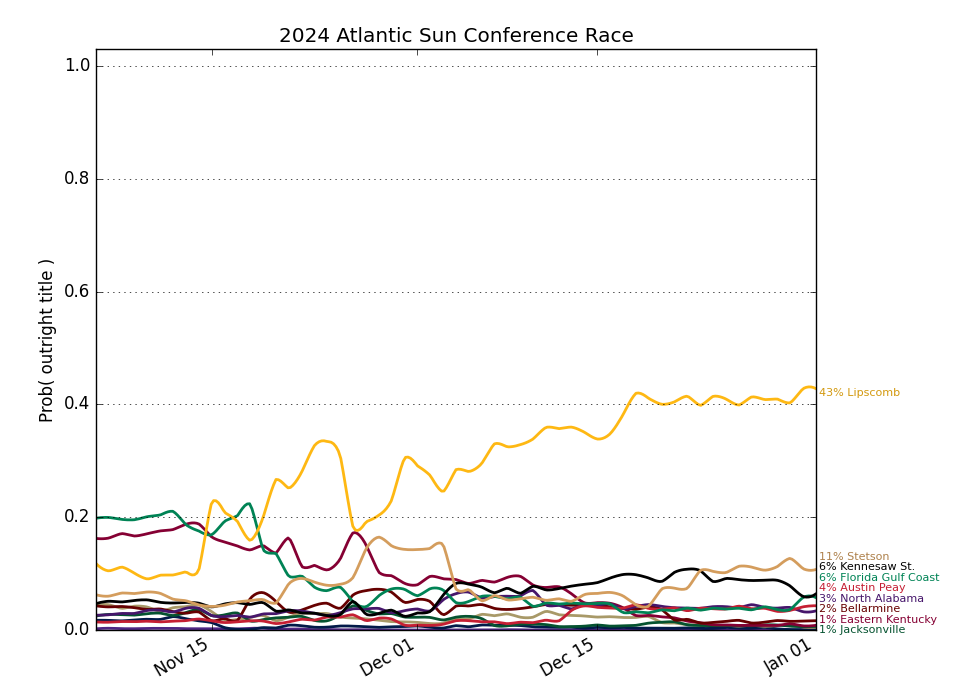 2024 Atlantic Sun Conference Race
Prob( outright title )
1.0
0.8
0.6
0.4
0.2
0.0
Nov 15
Dec 01
Dec 15
Jan 01
43% Lipscomb
11% Stetson
6% Kennesaw St.
6% Florida Gulf Coast
4% Austin Peay
3% North Alabama
2% Bellarmine
1% Eastern Kentucky
1% Jacksonville